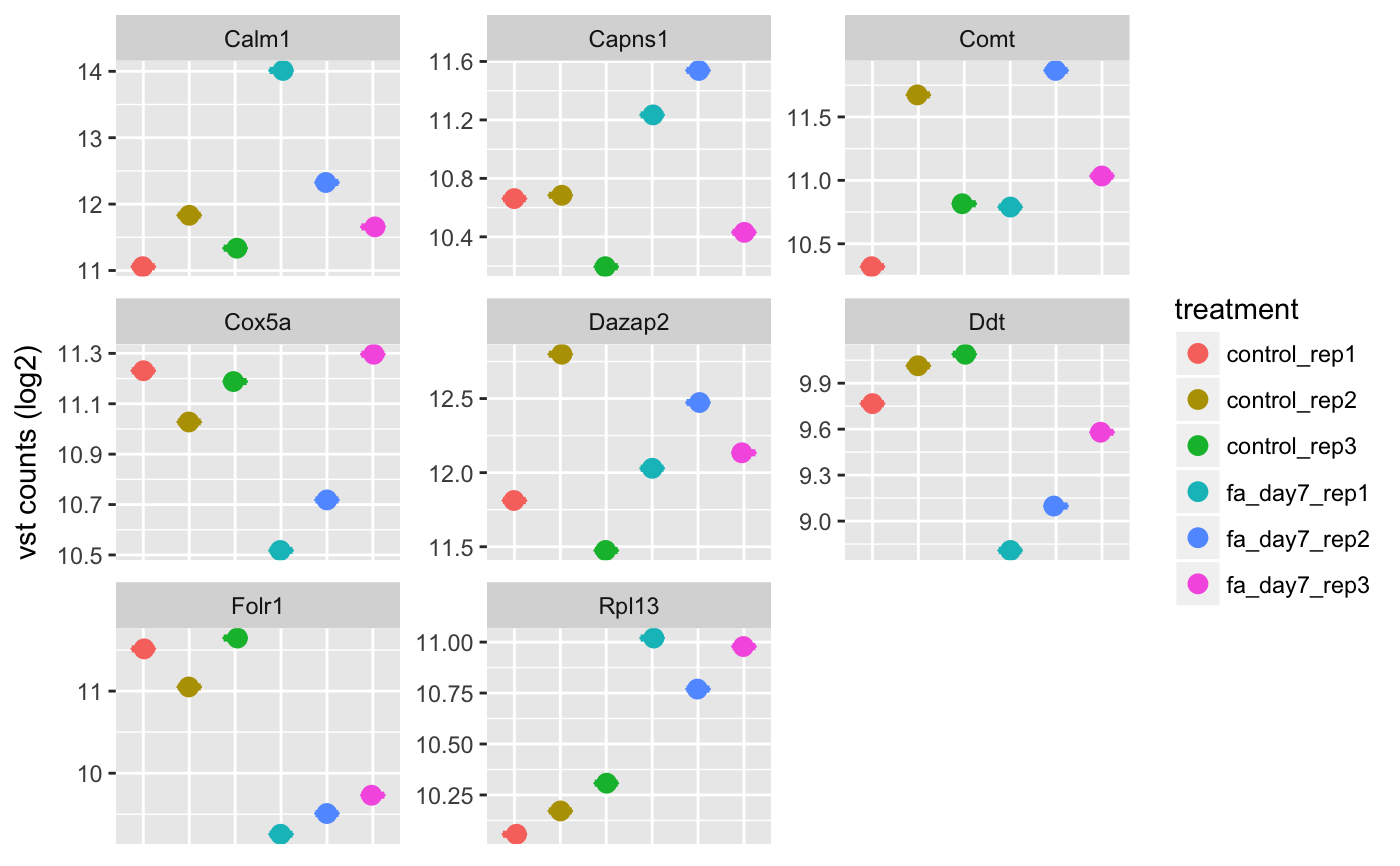 Calm1
Capns1
Comt
14
13
12
11
11.6
11.2
10.8
10.4
11.5
11.0
10.5
Cox5a
Dazap2
Ddt
11.3
11.1
10.9
10.7
10.5
12.5
12.0
11.5
9.9
9.6
9.3
9.0
Folr1
Rpl13
11
10
11.00
10.75
10.50
10.25
vst counts (log2)
treatment
control_rep1
control_rep2
control_rep3
fa_day7_rep1
fa_day7_rep2
fa_day7_rep3